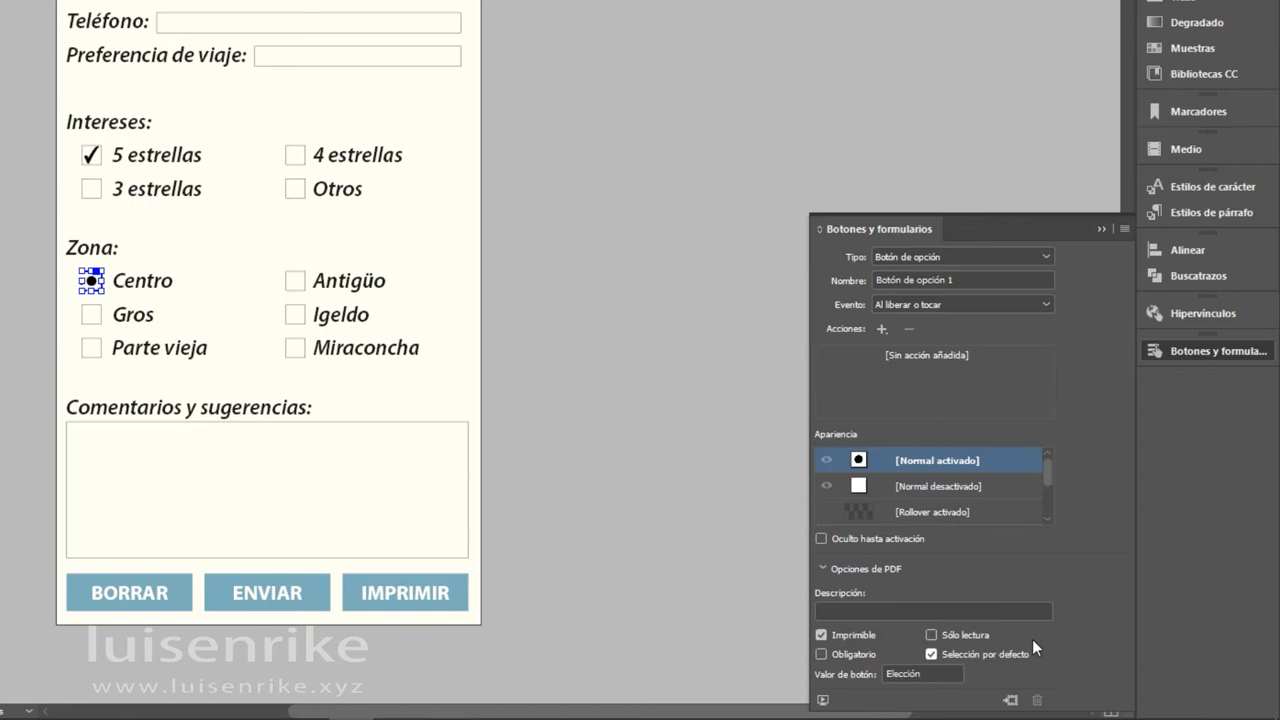 Teléfono:
Preferencia de viaje:
Intereses:
5 estrellas
4 estrellas
3 estrellas
Otros
Zona:
Centro
Antigüo
Gros
Igeldo
Parte vieja
Miraconcha
Comentarios y sugerencias:
BORRAR
ENVIAR
IMPRIMIR
luisenrike
www.luisenrike.xyz
Botones y formularios
Tipo: Botón de opción
Nombre: Botón de opción 1
Evento: Al liberar o tocar
Acciones:
[Sin acción añadida]
Apariencia
[Normal activado]
[Normal desactivado]
[Rollover activado]
Oculto hasta activación
Opciones de PDF
Descripción:
Imprimible
Sólo lectura
Obligatorio
Selección por defecto
Valor de botón: Elección
Degradado
Muestras
Bibliotecas CC
Marcadores
Medio
Estilos de carácter
Estilos de párrafo
Alinear
Buscatrazos
Hipervínculos
Botones y formula...